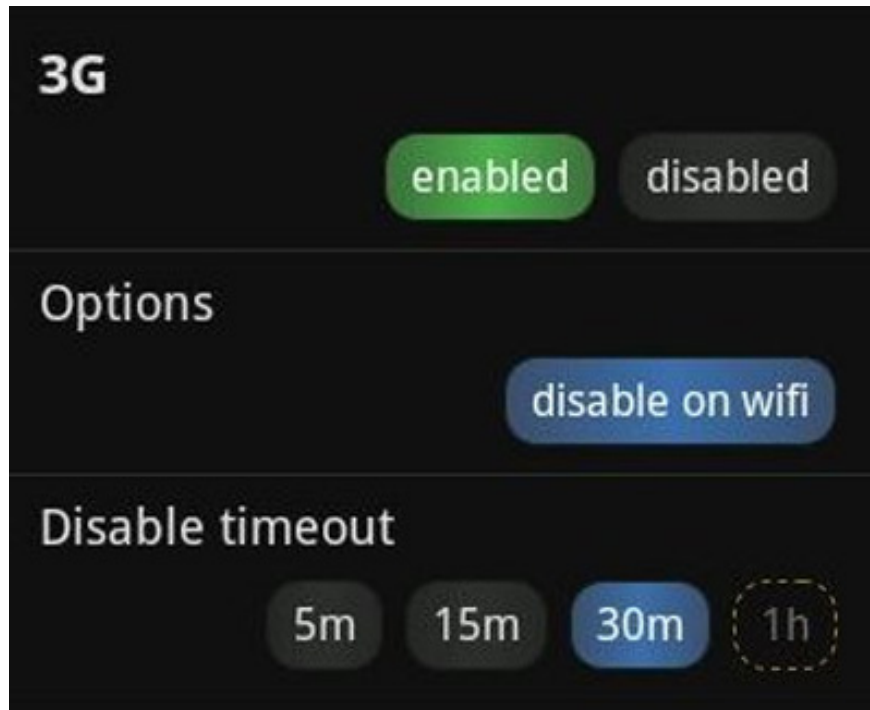 3G
enabled disabled
Options
disable on wifi
Disable timeout
5m 15m 30m 1h